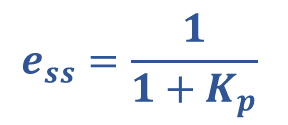 e_ss = 1 / (1 + K_p)